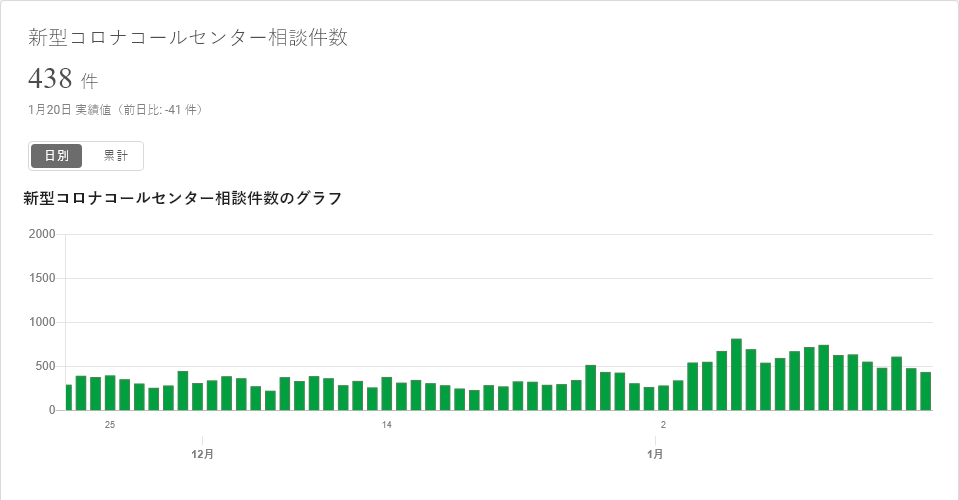 新型コロナコールセンター相談件数
438 件
1月20日 実績値（前日比: -41 件）
日別 累計
新型コロナコールセンター相談件数のグラフ
2000
1500
1000
500
0
25 14 2
12月 1月